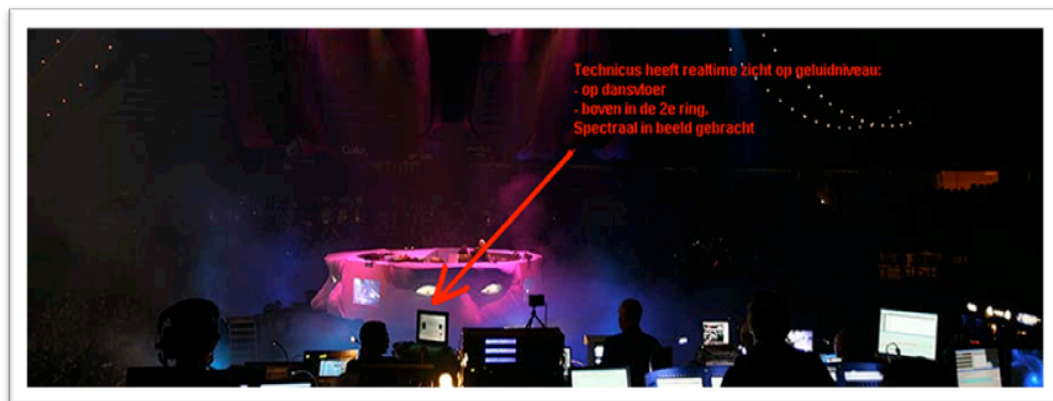 Technicus heeft realtime zicht op geluidniveau:
- op dansvloer
- boven in de 2e ring.
Spectraal in beeld gebracht